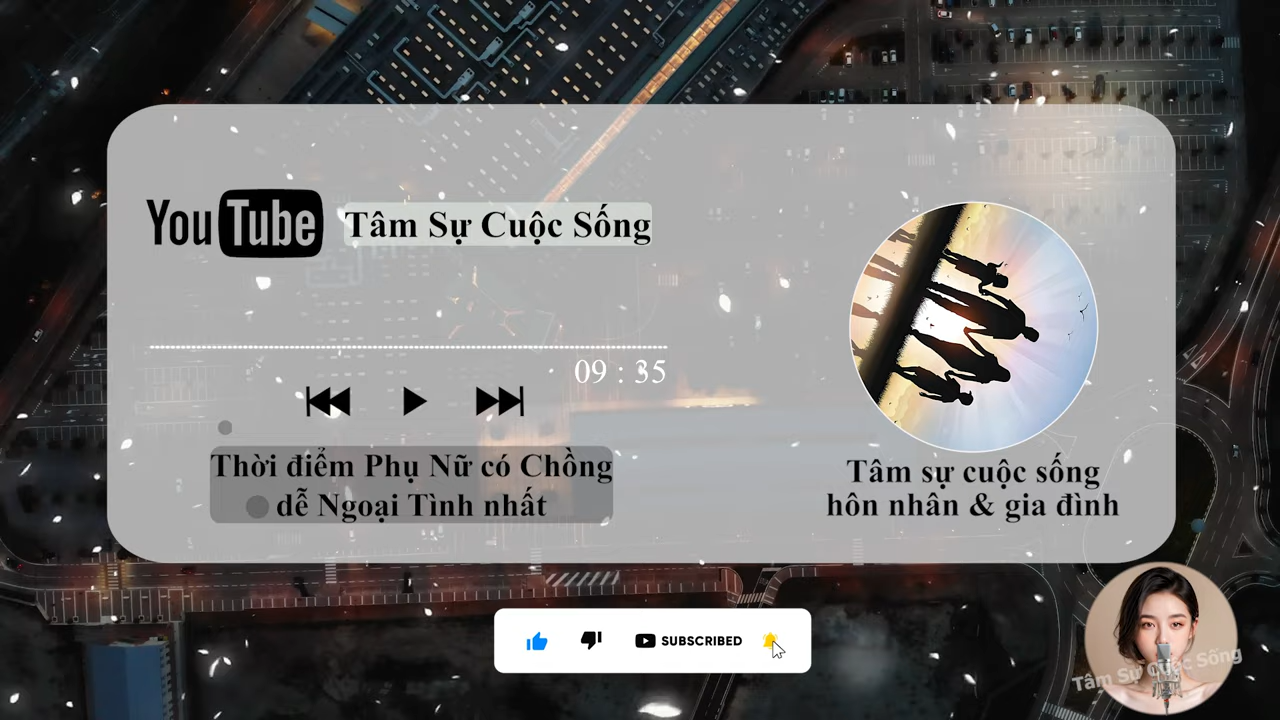 YouTube
Tâm Sự Cuộc Sống
09 : 35
Thời điểm Phụ Nữ có Chồng
dễ Ngoại Tình nhất
Tâm sự cuộc sống
hôn nhân & gia đình
SUBSCRIBED
Tâm Sự Cuộc Sống